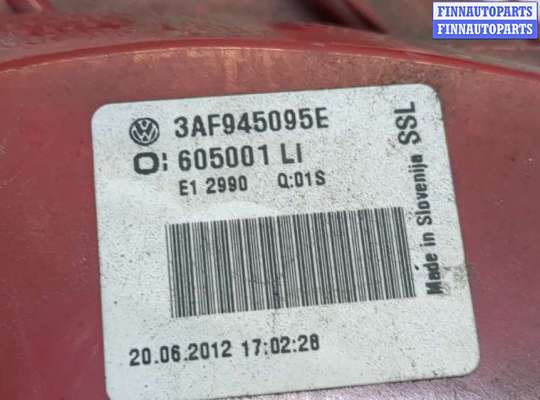 FINNAUTOPARTS
FINNAUTOPARTS
3AF945095E
605001 LI
E1 2990 Q:01S
20.06.2012 17:02:28
Made in Slovenija SSL